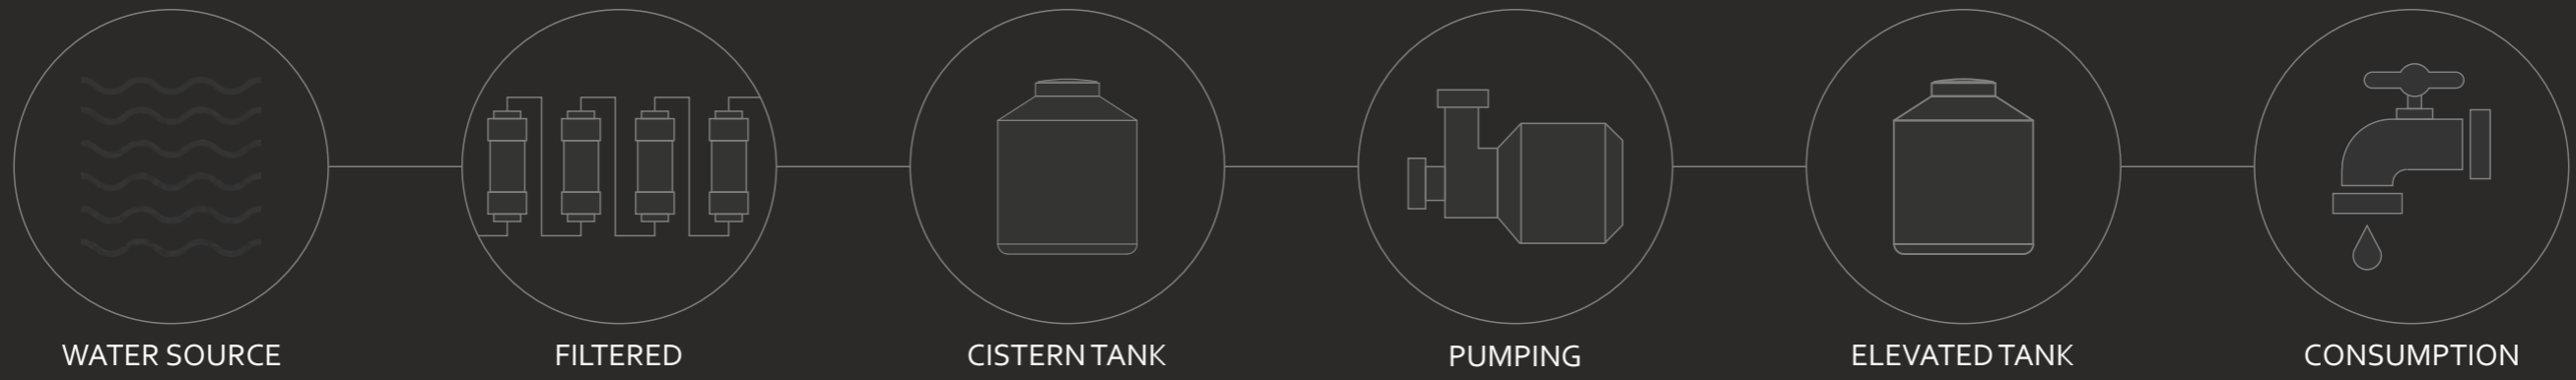 WATER SOURCE
FILTERED
CISTERN TANK
PUMPING
ELEVATED TANK
CONSUMPTION